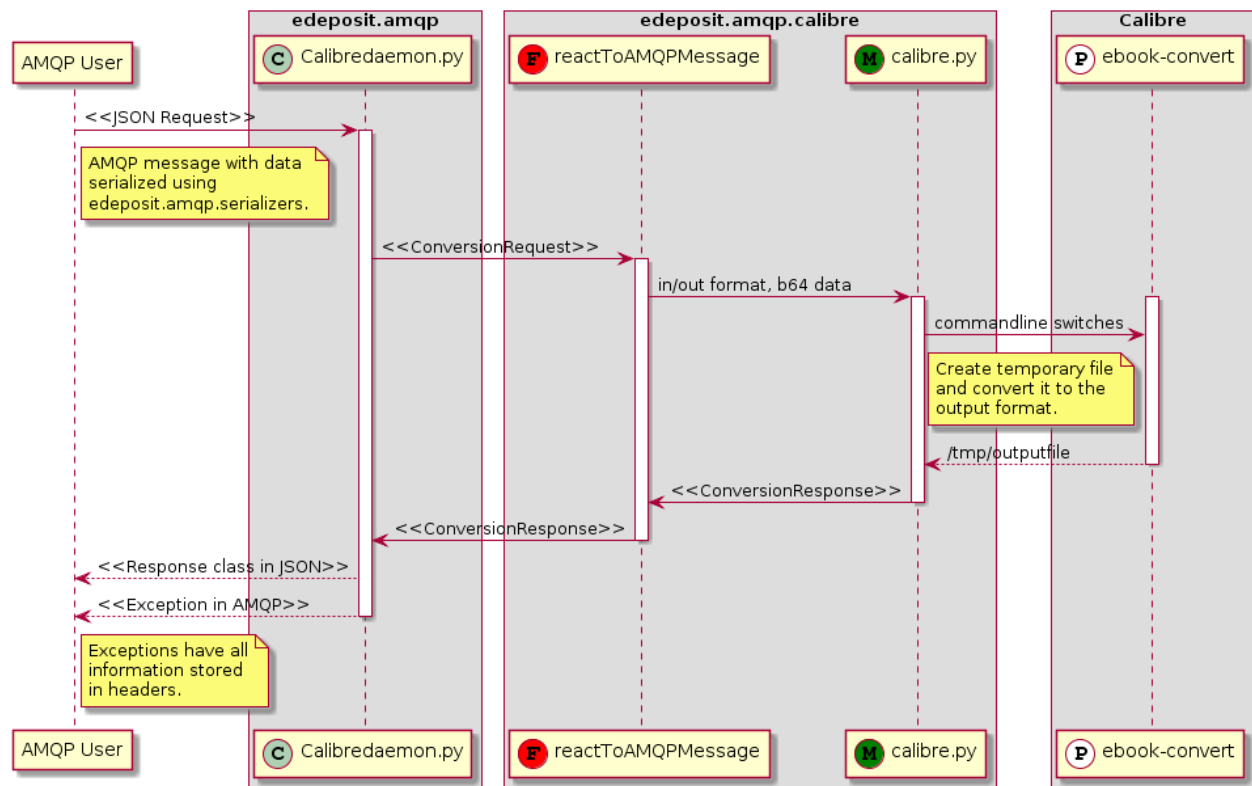 edeposit.amqp
edeposit.amqp.calibre
Calibre
AMQP User
C Calibredaemon.py
F reactToAMQPMessage
M calibre.py
P ebook-convert
<<JSON Request>>
AMQP message with data
serialized using
edeposit.amqp.serializers.
<<ConversionRequest>>
in/out format, b64 data
commandline switches
Create temporary file
and convert it to the
output format.
/tmp/outputfile
<<ConversionResponse>>
<<ConversionResponse>>
<<Response class in JSON>>
<<Exception in AMQP>>
Exceptions have all
information stored
in headers.
AMQP User
C Calibredaemon.py
F reactToAMQPMessage
M calibre.py
P ebook-convert